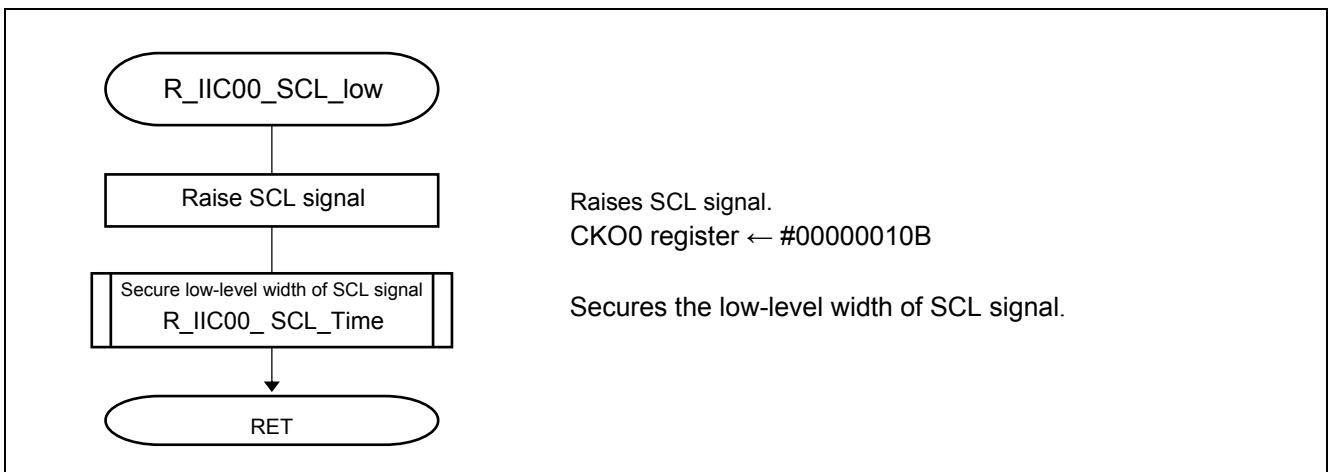 R_IIC00_SCL_low
Raise SCL signal
Raises SCL signal.
CKO0 register ← #00000010B
Secure low-level width of SCL signal
R_IIC00_ SCL_Time
Secures the low-level width of SCL signal.
RET